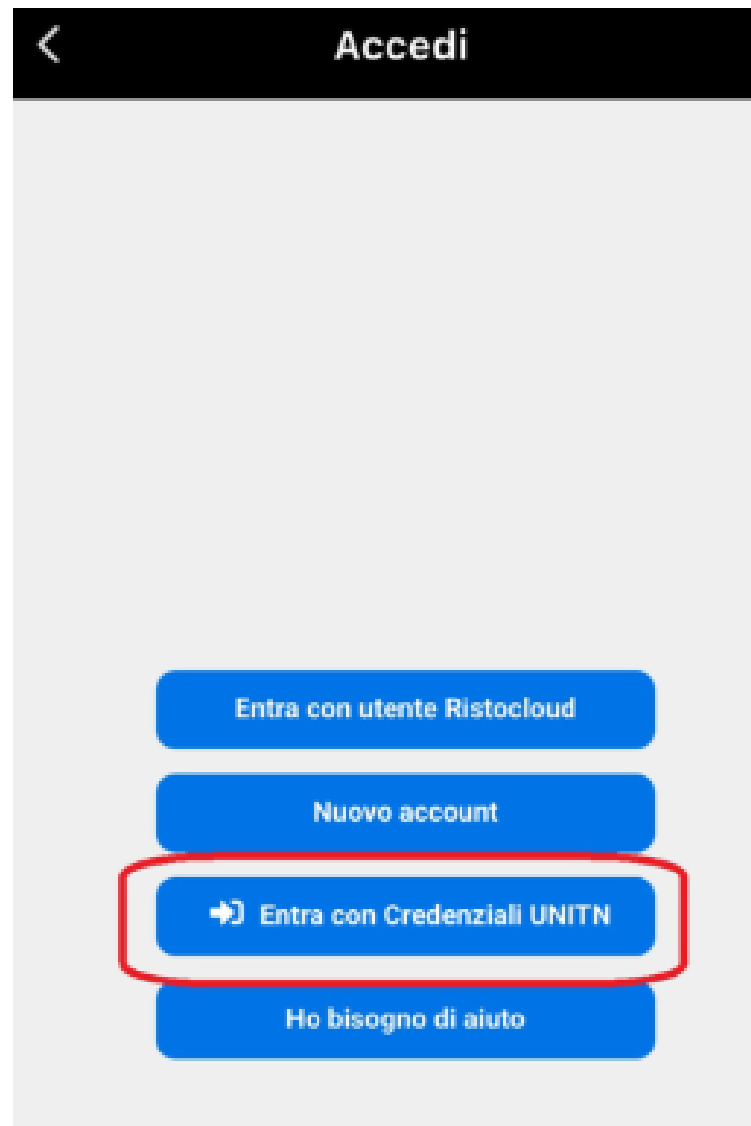 Accedi
Entra con utente Ristocloud
Nuovo account
Entra con Credenziali UNITN
Ho bisogno di aiuto